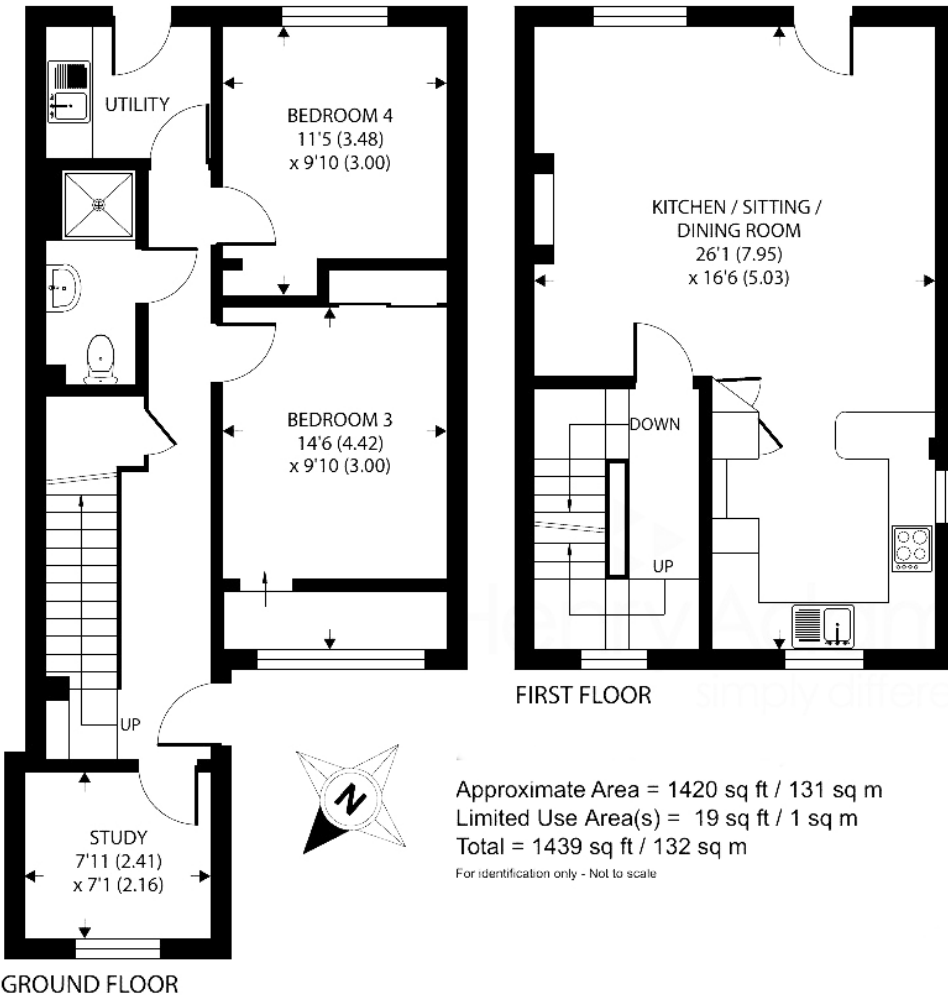 UTILITY
BEDROOM 4
11'5 (3.48)
x 9'10 (3.00)
KITCHEN / SITTING /
DINING ROOM
26'1 (7.95)
x 16'6 (5.03)
BEDROOM 3
14'6 (4.42)
x 9'10 (3.00)
DOWN
UP
UP
FIRST FLOOR
STUDY
7'11 (2.41)
x 7'1 (2.16)
GROUND FLOOR
N
Approximate Area = 1420 sq ft / 131 sq m
Limited Use Area(s) = 19 sq ft / 1 sq m
Total = 1439 sq ft / 132 sq m
For identification only - Not to scale
Henry Adam
simply differe